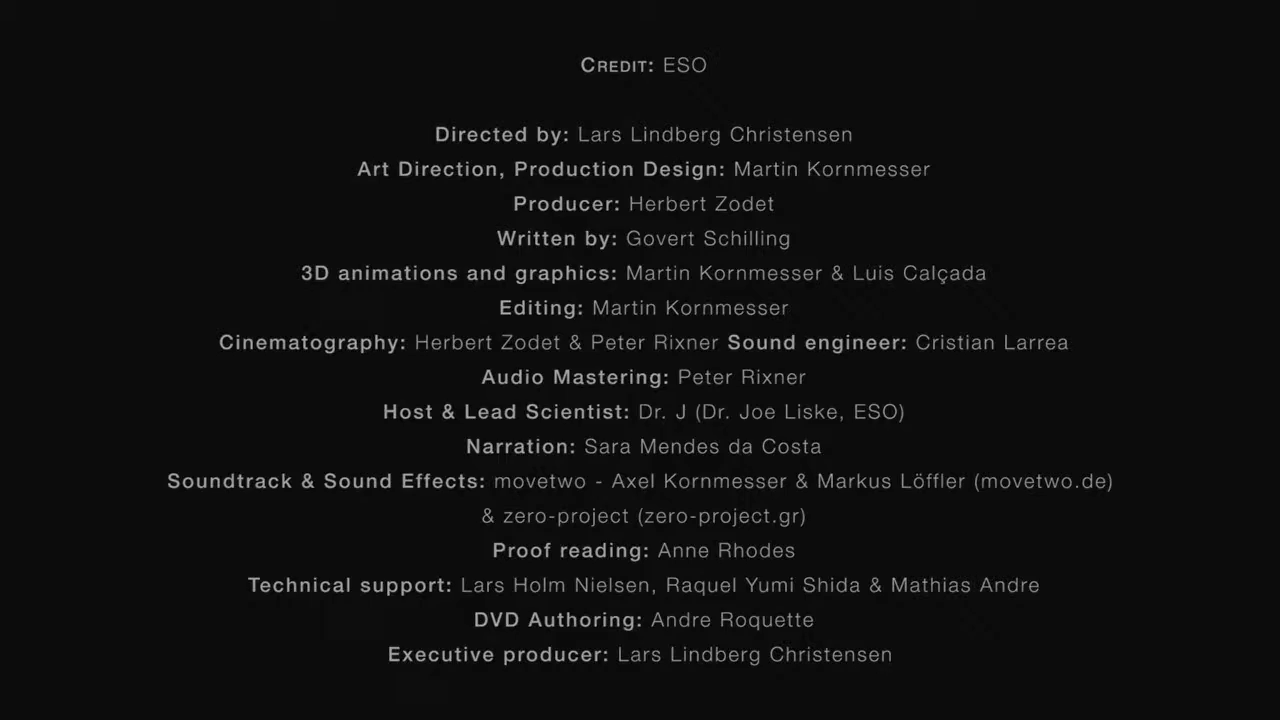 CREDIT: ESO
Directed by: Lars Lindberg Christensen
Art Direction, Production Design: Martin Kornmesser
Producer: Herbert Zodet
Written by: Govert Schilling
3D animations and graphics: Martin Kornmesser & Luis Calçada
Editing: Martin Kornmesser
Cinematography: Herbert Zodet & Peter Rixner Sound engineer: Cristian Larrea
Audio Mastering: Peter Rixner
Host & Lead Scientist: Dr. J (Dr. Joe Liske, ESO)
Narration: Sara Mendes da Costa
Soundtrack & Sound Effects: movetwo - Axel Kornmesser & Markus Löffler (movetwo.de)
& zero-project (zero-project.gr)
Proof reading: Anne Rhodes
Technical support: Lars Holm Nielsen, Raquel Yumi Shida & Mathias Andre
DVD Authoring: Andre Roquette
Executive producer: Lars Lindberg Christensen